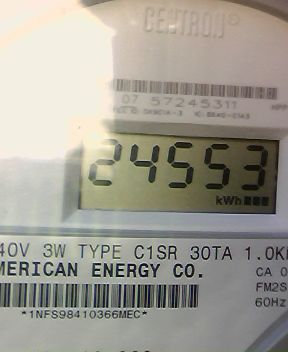 CENTRON®
07 57245311
24553
kWh
40V 3W TYPE C1SR 30TA 1.0K
MERICAN ENERGY CO.
CA 0
FM2S
60Hz
*1NFS98410366MEC*